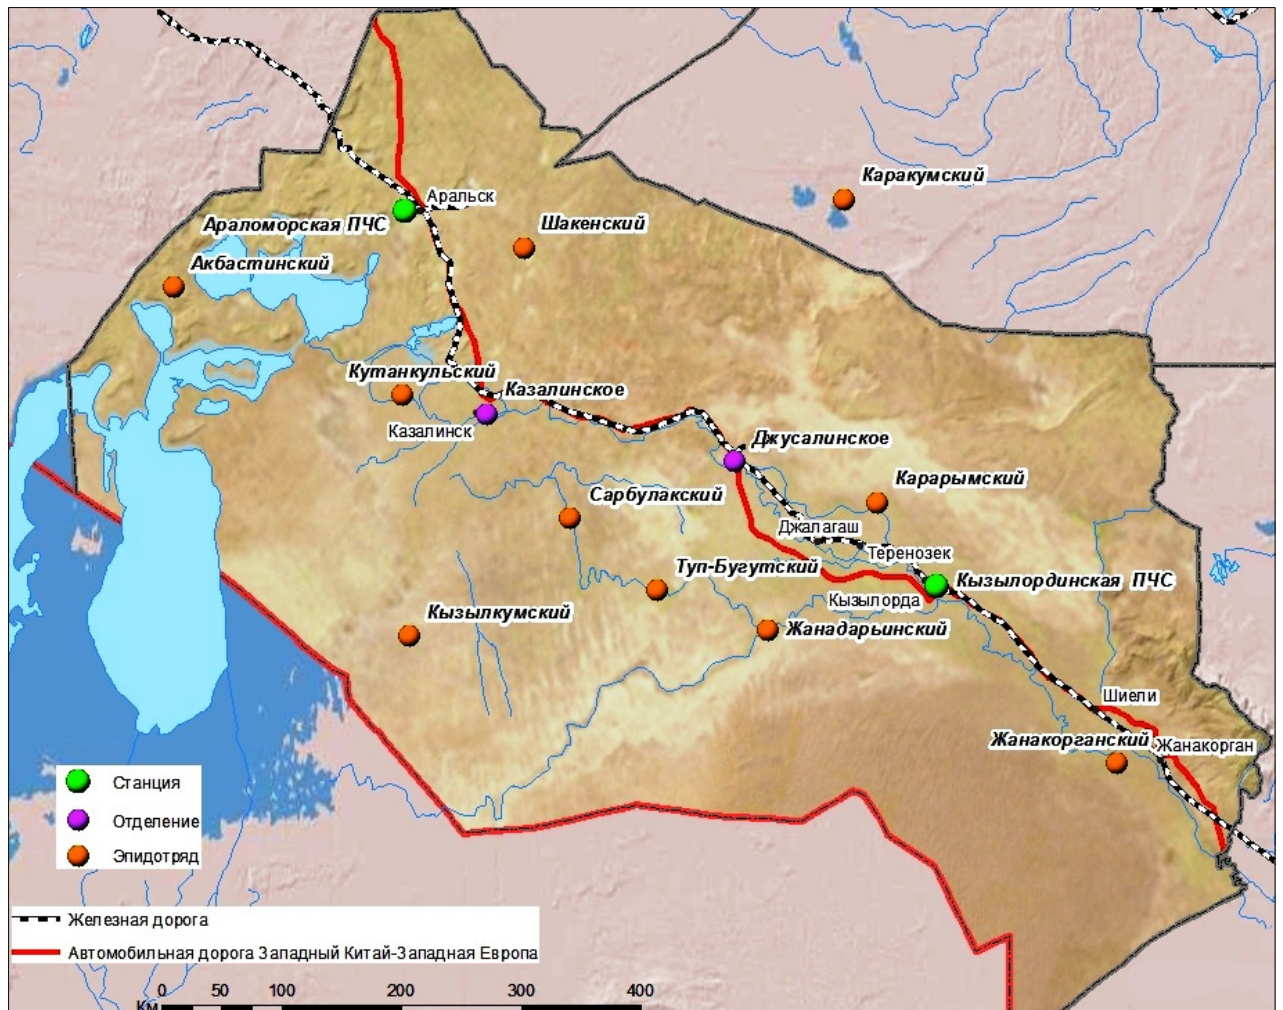 Каракумский
Аральск
Араломорская ПЧС
Шакенский
Акбастинский
Кутанкульский
Казалинское
Казалинск
Джусалинское
Карарымский
Сарбулакский
Джалагаш
Теренозек
Туп-Бугутский
Кызылординская ПЧС
Кызылорда
Кызылкумский
Жанадарьинский
Шиели
Жанакорганский
Жанакорган
Станция
Отделение
Эпидотряд
Железная дорога
Автомобильная дорога Западный Китай-Западная Европа
0 50 100 200 300 400
Км